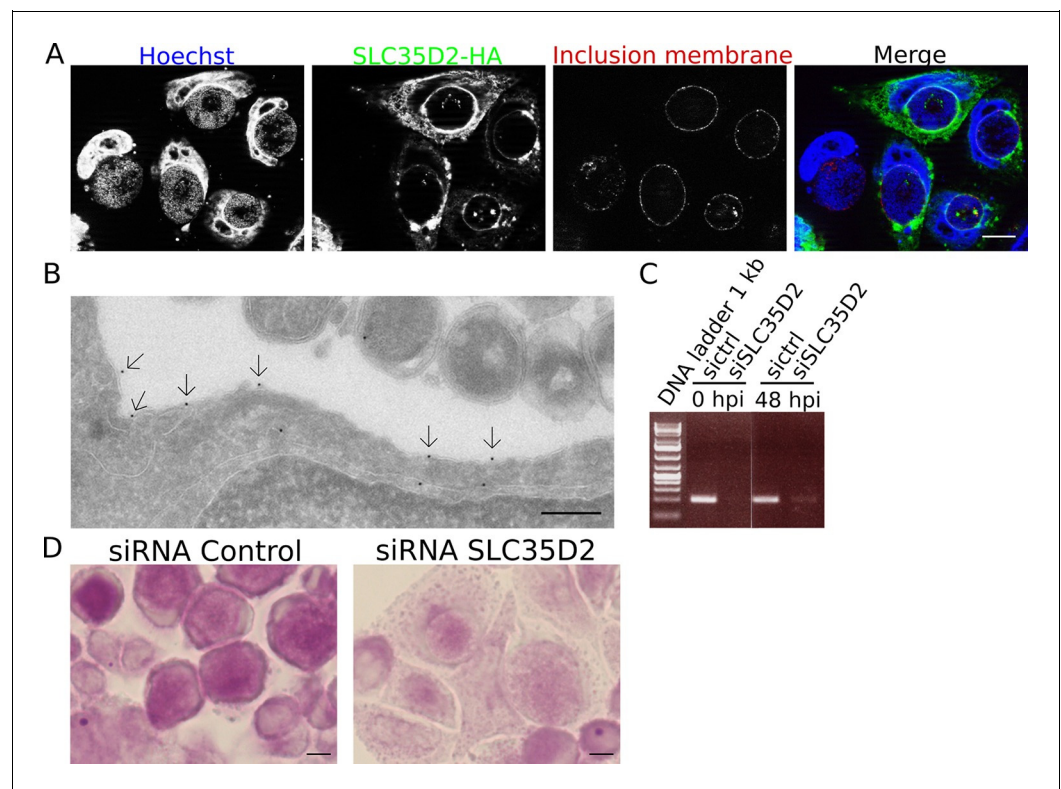 A
Hoechst
SLC35D2-HA
Inclusion membrane
Merge
B
C
DNA ladder 1 kb
sictrl
siSLC35D2
sictrl
siSLC35D2
0 hpi
48 hpi
D
siRNA Control
siRNA SLC35D2